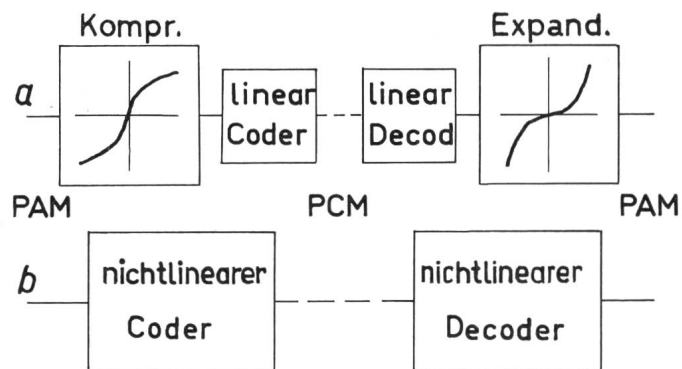 Kompr.
Expand.
a
linear
Coder
linear
Decod
PAM
PCM
PAM
b
nichtlinearer
Coder
nichtlinearer
Decoder